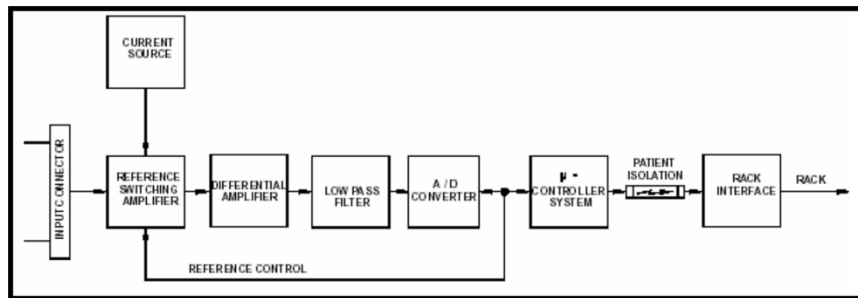 CURRENT
SOURCE
INPUT CONNECTOR
REFERENCE
SWITCHING
AMPLIFIER
DIFFERENTIAL
AMPLIFIER
LOW PASS
FILTER
A / D
CONVERTER
μ -
CONTROLLER
SYSTEM
PATIENT
ISOLATION
RACK
INTERFACE
RACK
REFERENCE CONTROL